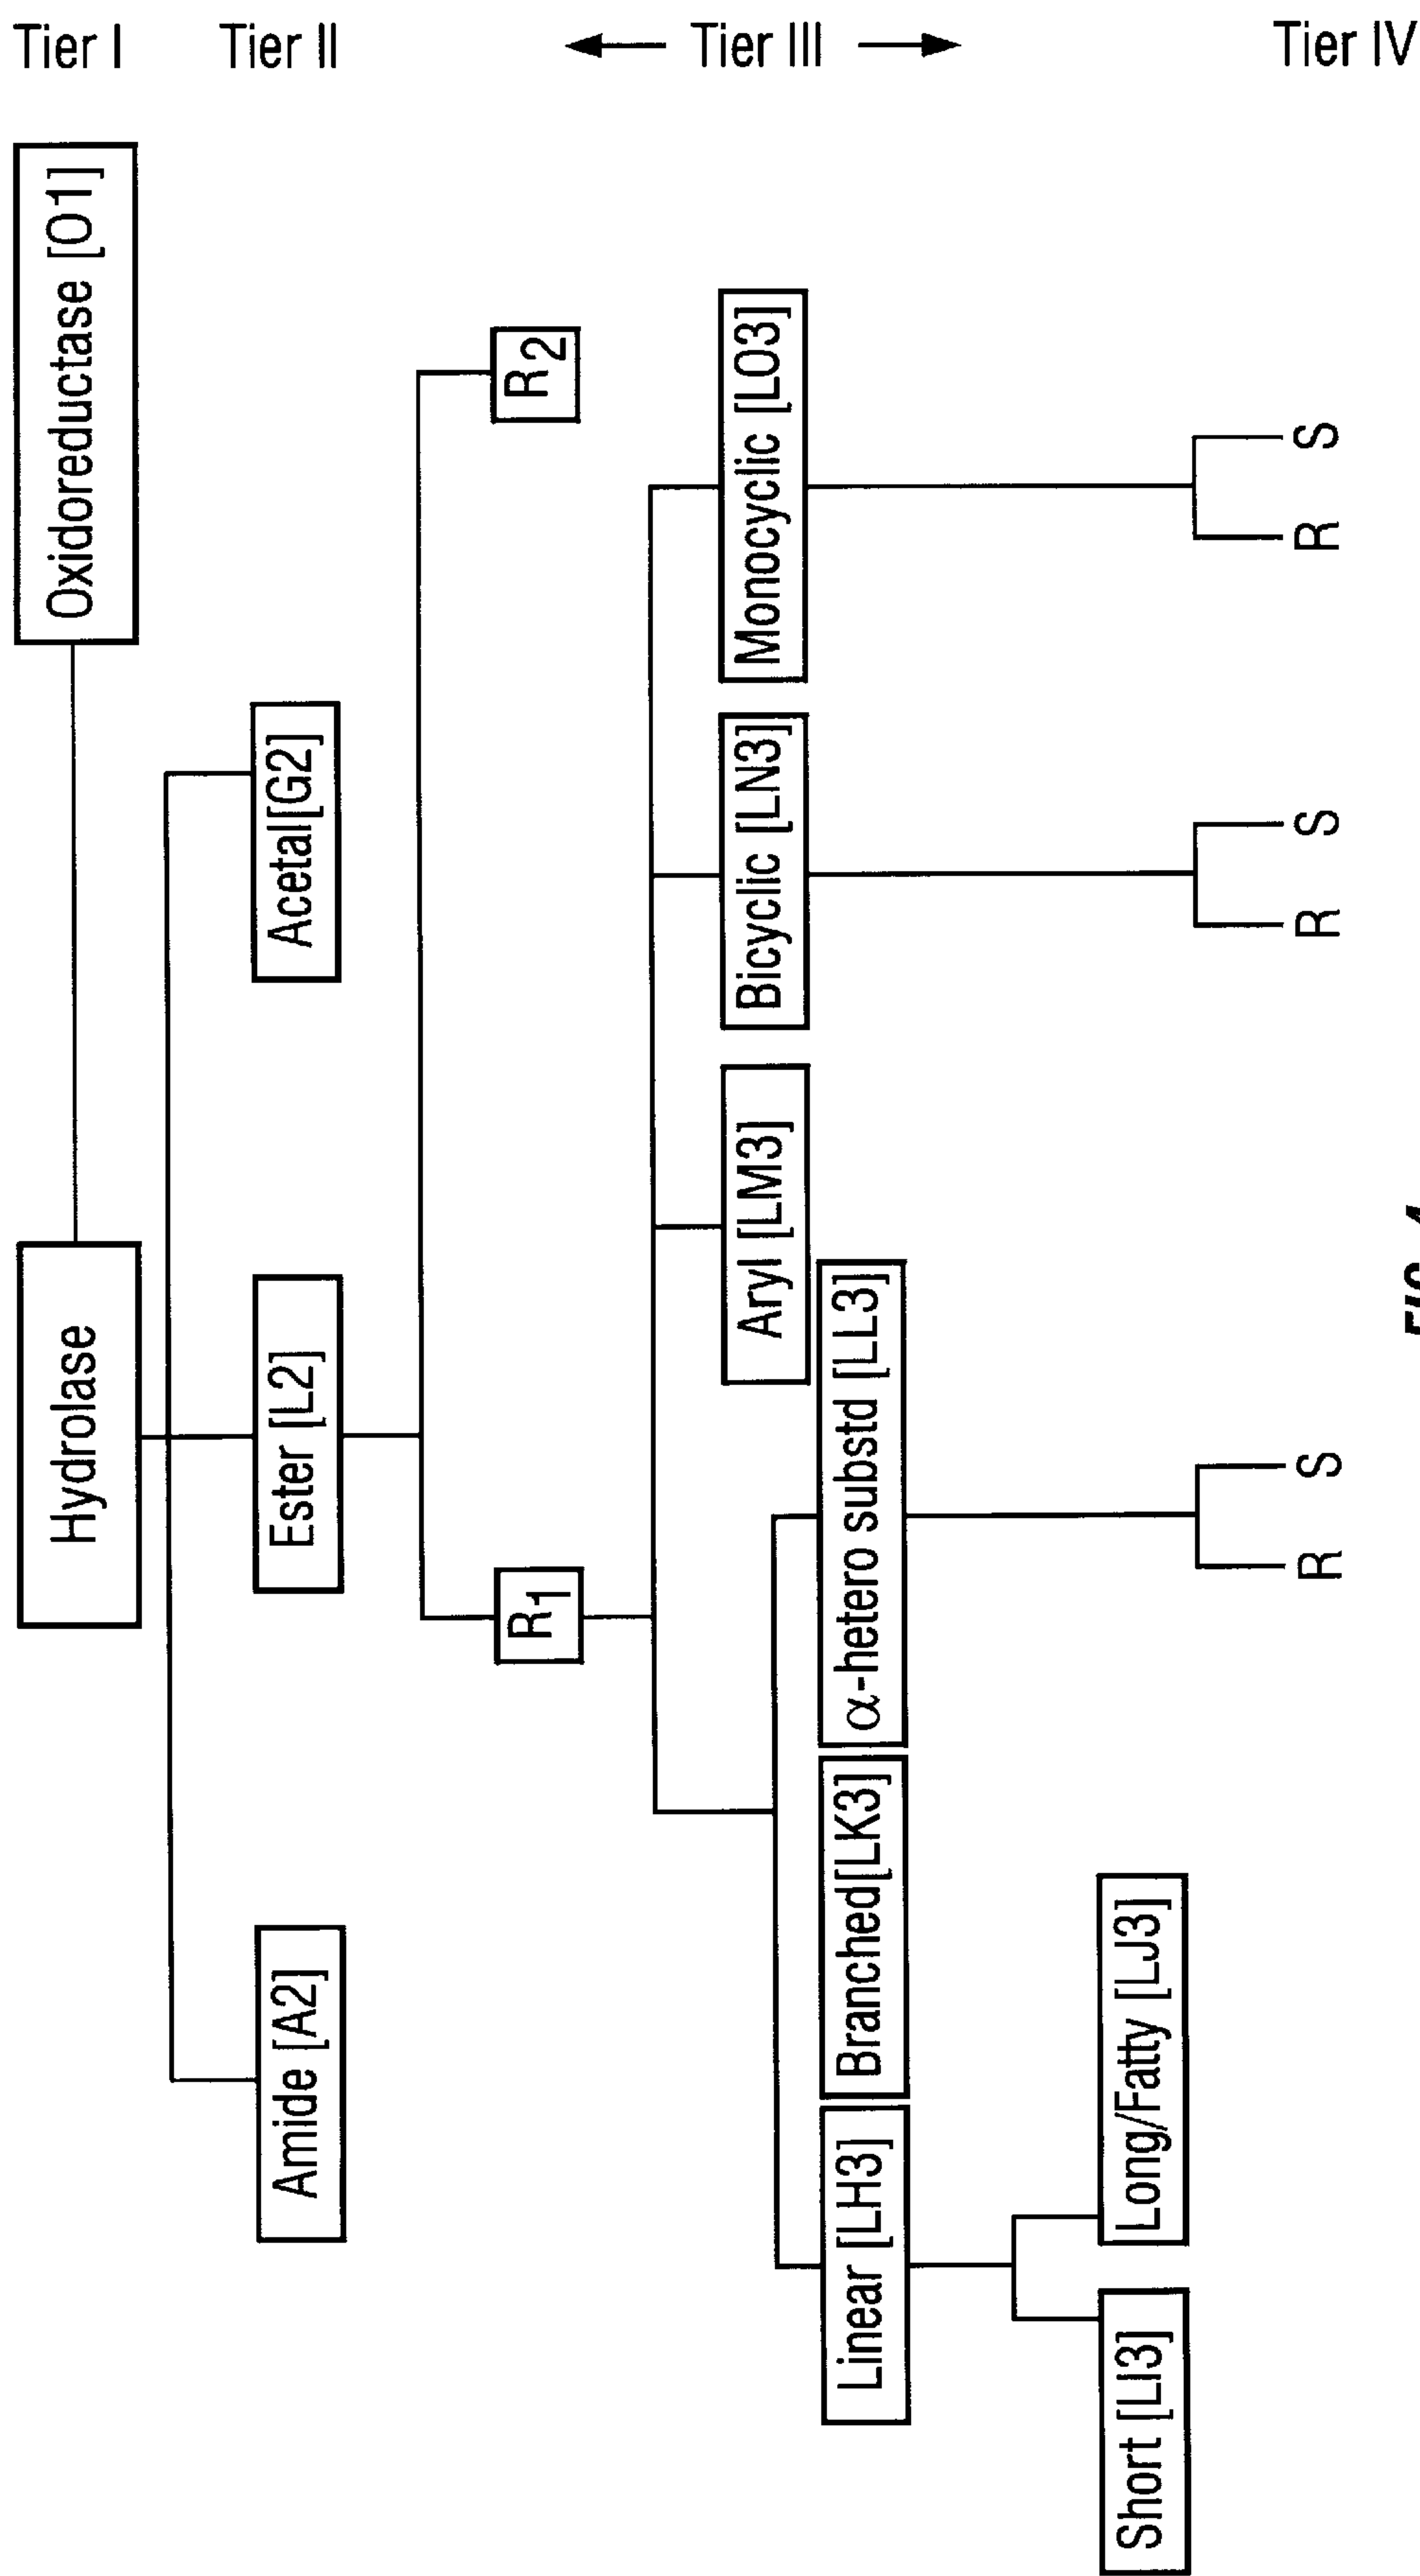 Tier I
Tier II
Tier III
Tier IV
Hydrolase
Oxidoreductase [O1]
Amide [A2]
Ester [L2]
Acetal[G2]
R1
R2
Aryl [LM3]
Bicyclic [LN3]
Monocyclic [LO3]
Linear [LH3]
Branched[LK3]
α-hetero substd [LL3]
Short [LI3]
Long/Fatty [LJ3]
R
S
R
S
R
S